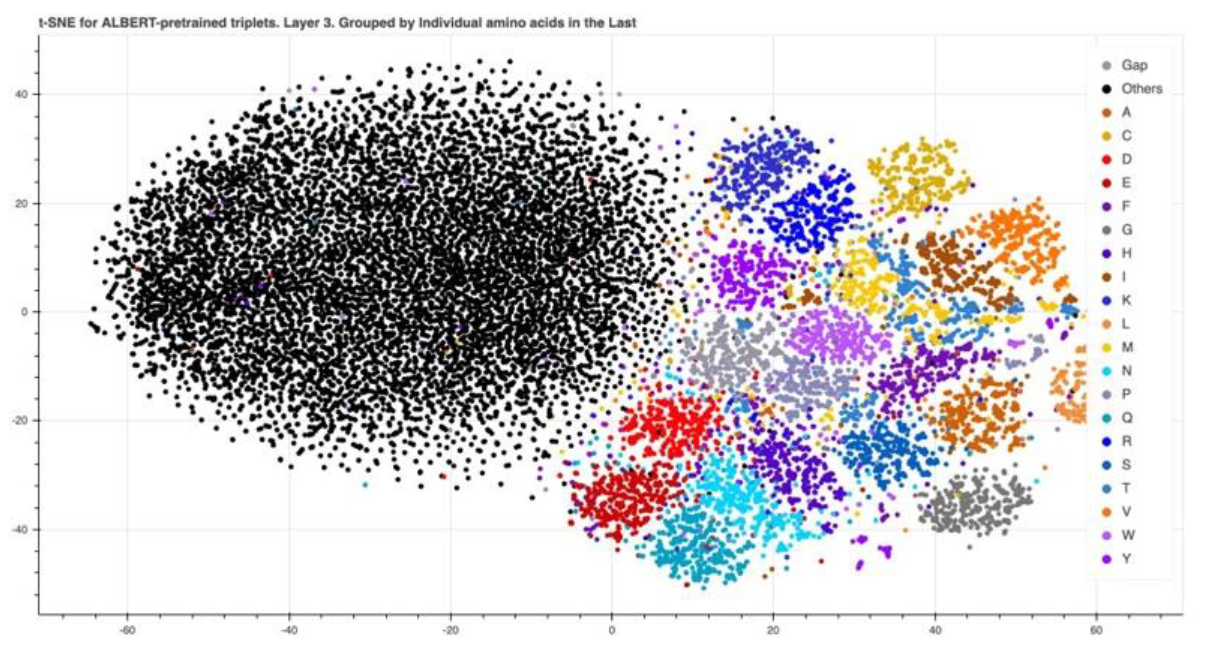 t-SNE for ALBERT-pretrained triplets. Layer 3. Grouped by Individual amino acids in the Last
40
20
0
-20
-40
-60
-40
-20
0
20
40
60
Gap
Others
A
C
D
E
F
G
H
I
K
L
M
N
P
Q
R
S
T
V
W
Y